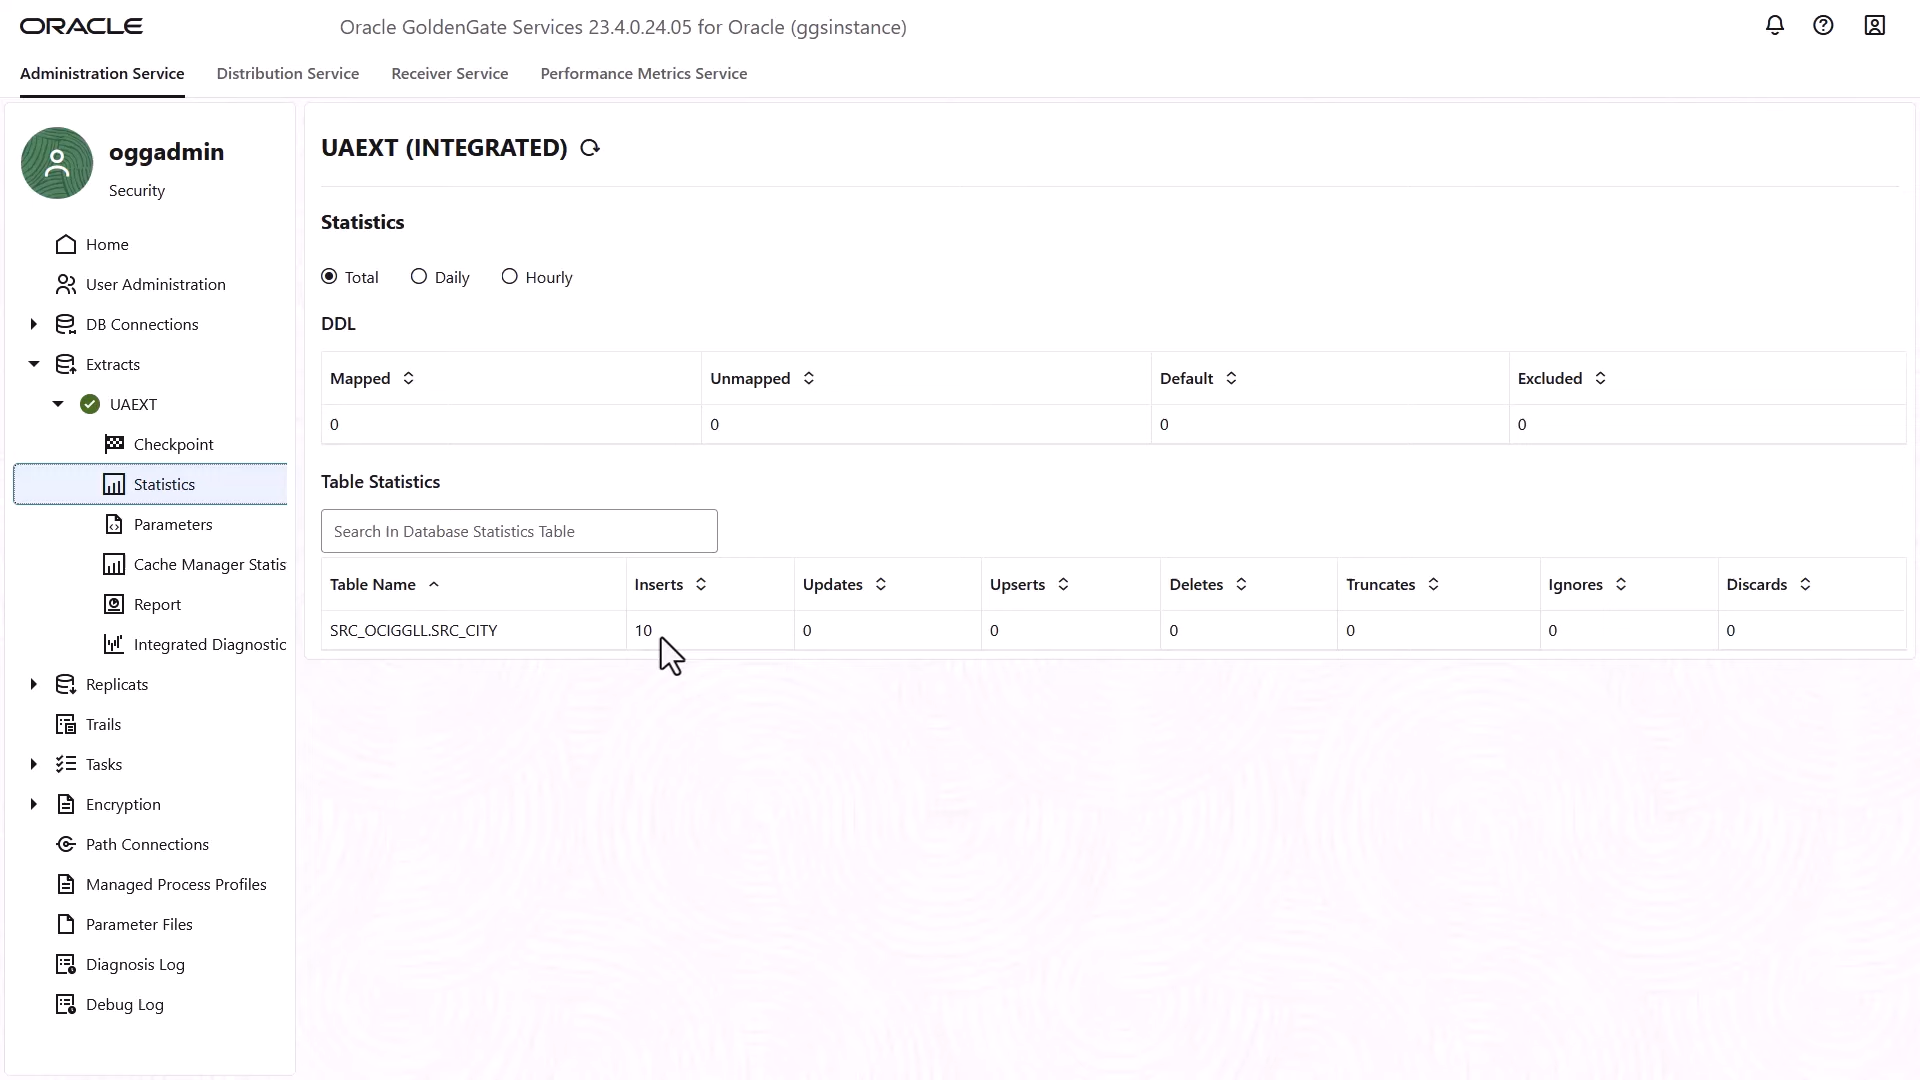 ORACLE
Oracle GoldenGate Services 23.4.0.24.05 for Oracle (ggsinstance)
Administration Service
Distribution Service
Receiver Service
Performance Metrics Service
oggadmin
Security
Home
User Administration
DB Connections
Extracts
UAEXT
Checkpoint
Statistics
Parameters
Cache Manager Statis
Report
Integrated Diagnostic
Replicats
Trails
Tasks
Encryption
Path Connections
Managed Process Profiles
Parameter Files
Diagnosis Log
Debug Log
UAEXT (INTEGRATED)
Statistics
Total Daily Hourly
DDL
Mapped Unmapped Default Excluded
0 0 0 0
Table Statistics
Search In Database Statistics Table
Table Name Inserts Updates Upserts Deletes Truncates Ignores Discards
SRC_OCIGGLL.SRC_CITY 10 0 0 0 0 0 0